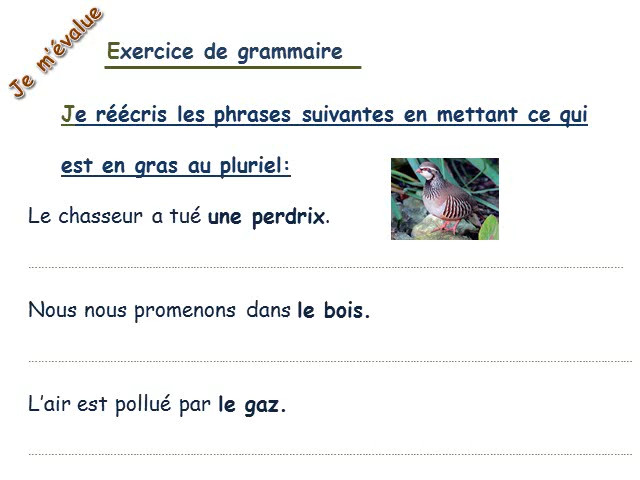 Je m'évalue
Exercice de grammaire
Je réécris les phrases suivantes en mettant ce qui
est en gras au pluriel:
Le chasseur a tué une perdrix.
Nous nous promenons dans le bois.
L'air est pollué par le gaz.